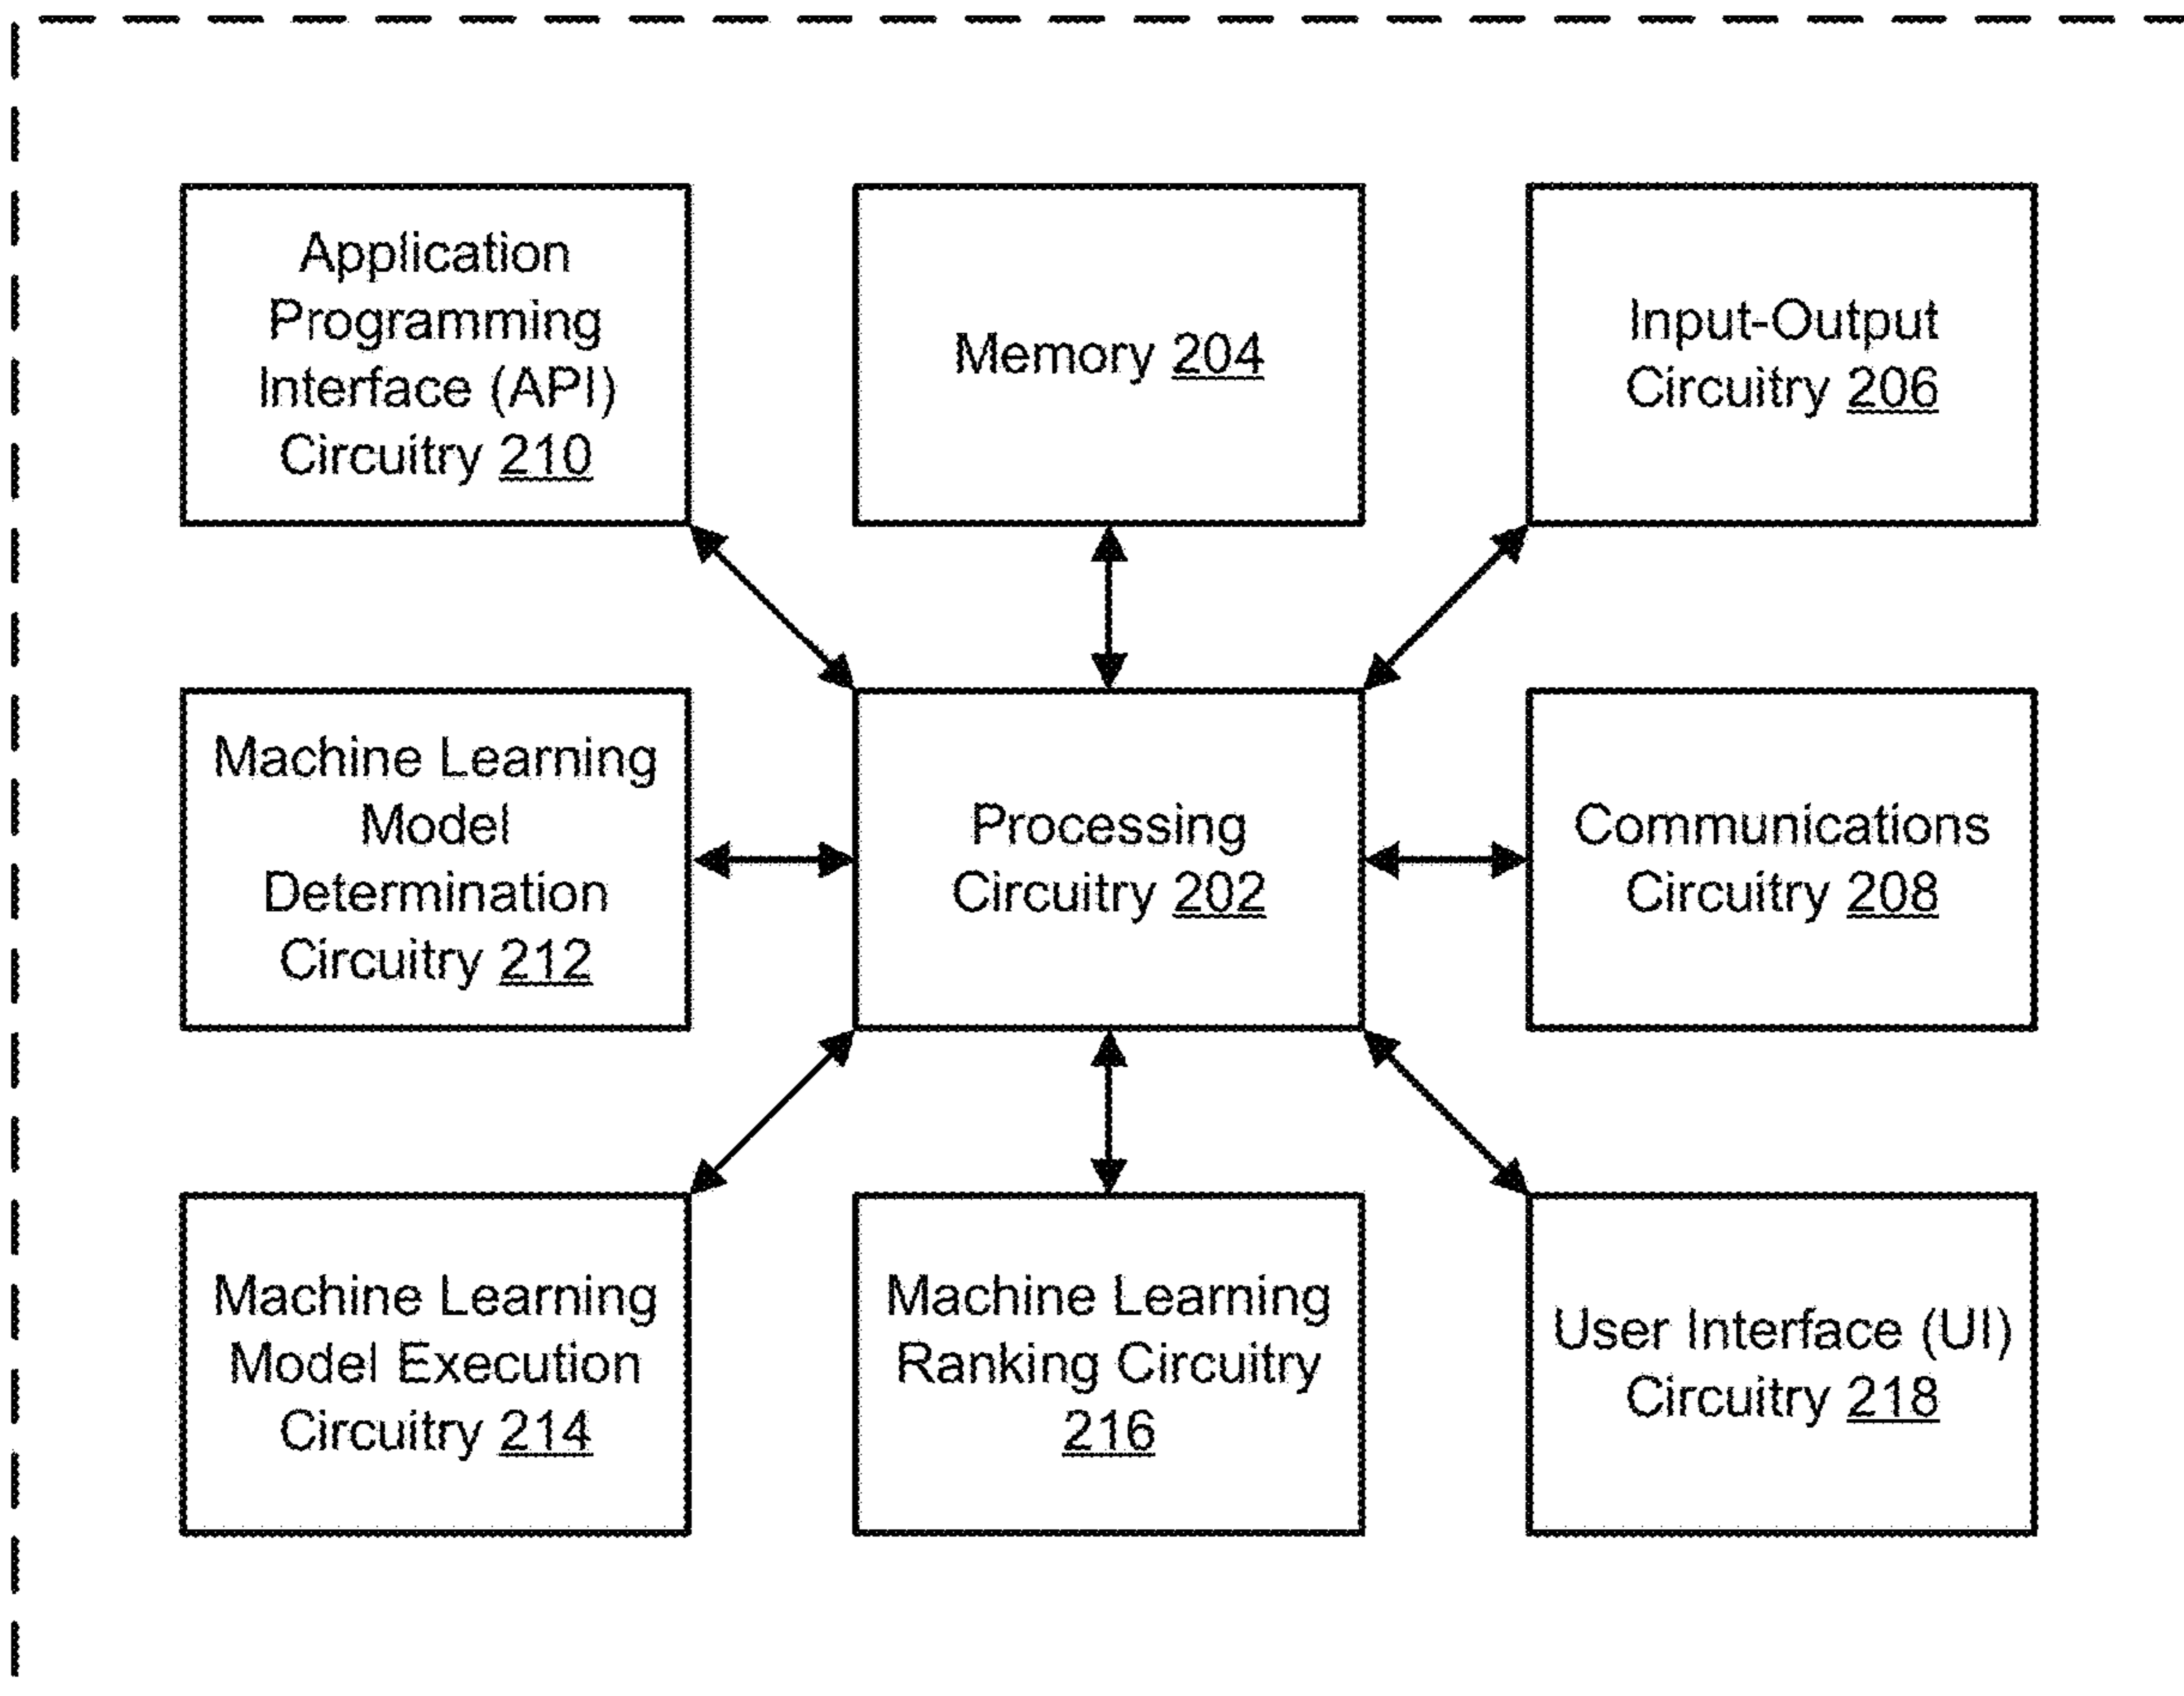 Application
Programming
Interface (API)
Circuitry 210
Memory 204
Input-Output
Circuitry 206
Machine Learning
Model
Determination
Circuitry 212
Processing
Circuitry 202
Communications
Circuitry 208
Machine Learning
Model Execution
Circuitry 214
Machine Learning
Ranking Circuitry
216
User Interface (UI)
Circuitry 218